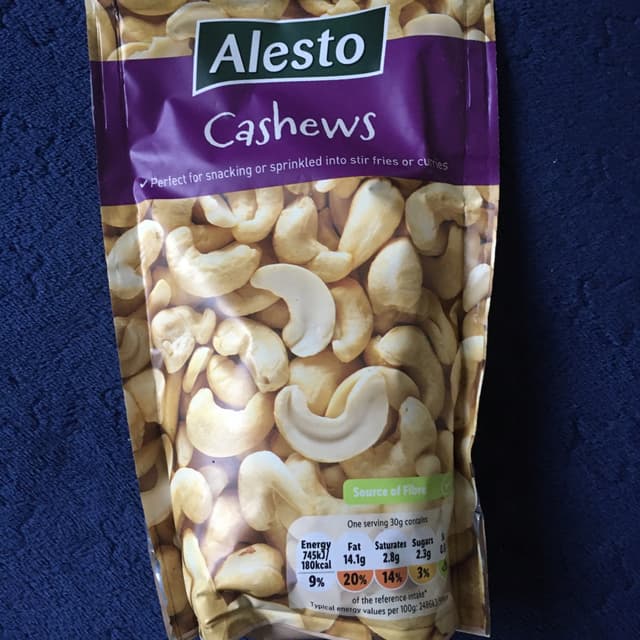 Alesto
Cashews
✓ Perfect for snacking or sprinkled into stir fries or curries
Source of Fibre
One serving 30g contains
Energy Fat Saturates Sugars
745kJ/ 14.1g 2.8g 2.3g
180kcal
9% 20% 14% 3%
of the reference intake*
Typical energy values per 100g: